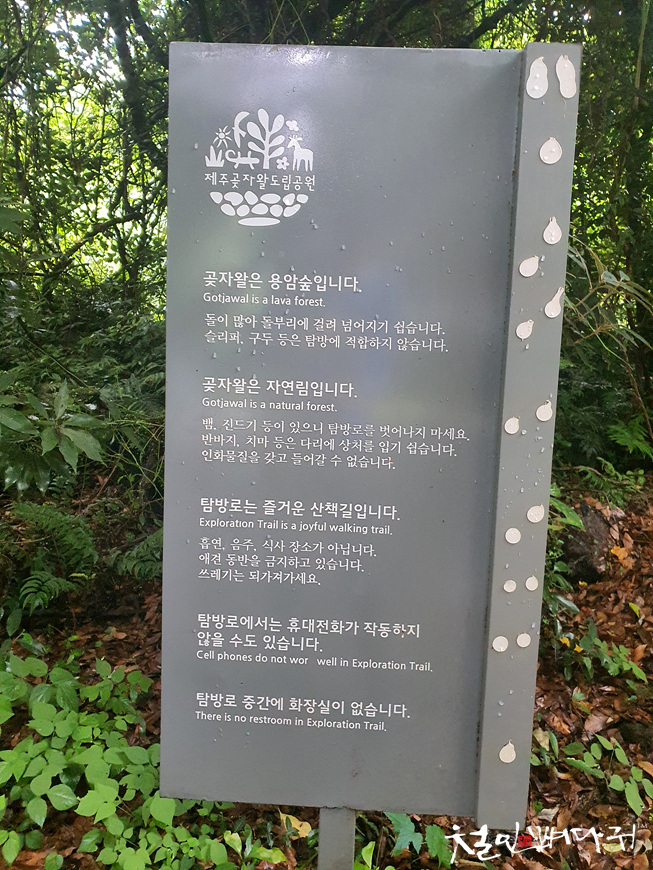 제주곶자왈도립공원
곶자왈은 용암숲입니다.
Gotjawal is a lava forest.
돌이 많아 돌부리에 걸려 넘어지기 쉽습니다.
슬리퍼, 구두 등은 탐방에 적합하지 않습니다.
곶자왈은 자연림입니다.
Gotjawal is a natural forest.
뱀, 진드기 등이 있으니 탐방로를 벗어나지 마세요.
반바지, 치마 등은 다리에 상처를 입기 쉽습니다.
인화물질을 갖고 들어갈 수 없습니다.
탐방로는 즐거운 산책길입니다.
Exploration Trail is a joyful walking trail.
흡연, 음주, 식사 장소가 아닙니다.
애견 동반을 금지하고 있습니다.
쓰레기는 되가져가세요.
탐방로에서는 휴대전화가 작동하지
않을 수도 있습니다.
Cell phones do not wor well in Exploration Trail.
탐방로 중간에 화장실이 없습니다.
There is no restroom in Exploration Trail.